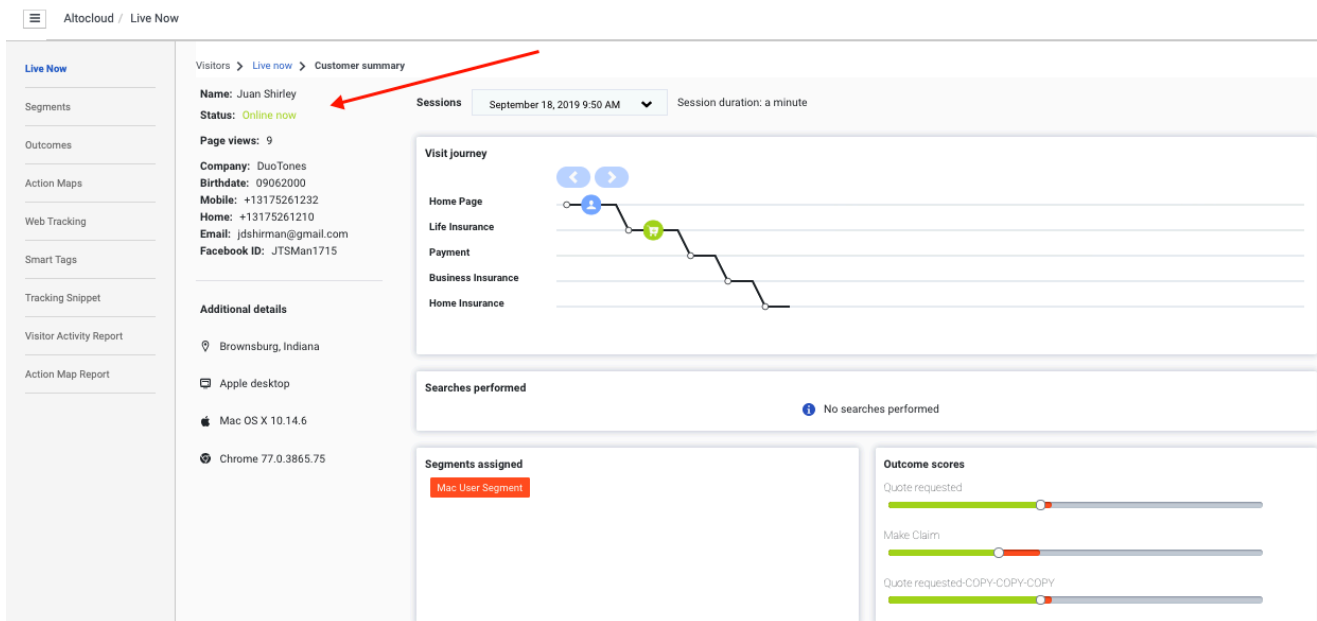 Altocloud / Live Now
Live Now
Segments
Outcomes
Action Maps
Web Tracking
Smart Tags
Tracking Snippet
Visitor Activity Report
Action Map Report
Visitors > Live now > Customer summary
Name: Juan Shirley
Status: Online now
Page views: 9
Company: DuoTones
Birthdate: 09062000
Mobile: +13175261232
Home: +13175261210
Email: jdshirman@gmail.com
Facebook ID: JTSMan1715
Additional details
Brownsburg, Indiana
Apple desktop
Mac OS X 10.14.6
Chrome 77.0.3865.75
Sessions September 18, 2019 9:50 AM Session duration: a minute
Visit journey
Home Page
Life Insurance
Payment
Business Insurance
Home Insurance
Searches performed
No searches performed
Segments assigned
Mac User Segment
Outcome scores
Quote requested
Make Claim
Quote requested-COPY-COPY-COPY